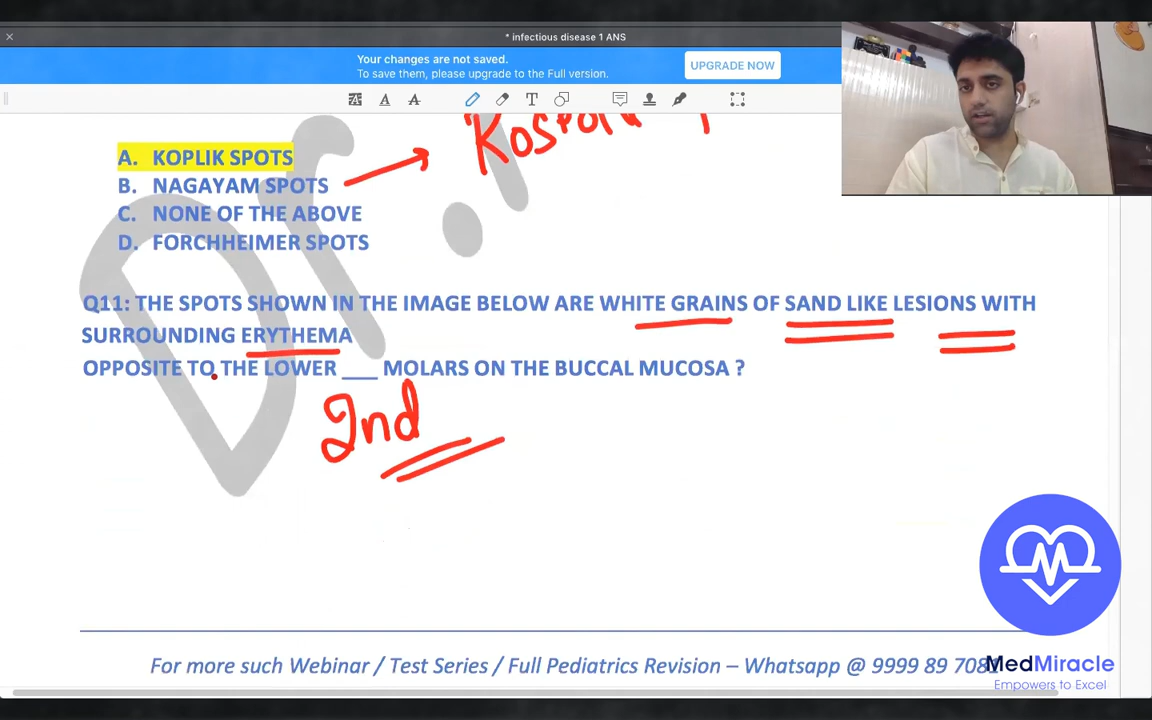 * infectious disease 1 ANS
Your changes are not saved.
To save them, please upgrade to the Full version.
UPGRADE NOW
A. KOPLIK SPOTS
B. NAGAYAM SPOTS
C. NONE OF THE ABOVE
D. FORCHHEIMER SPOTS
Dr.
Q11: THE SPOTS SHOWN IN THE IMAGE BELOW ARE WHITE GRAINS OF SAND LIKE LESIONS WITH
SURROUNDING ERYTHEMA
OPPOSITE TO THE LOWER ___ MOLARS ON THE BUCCAL MUCOSA ?
2nd
For more such Webinar / Test Series / Full Pediatrics Revision – Whatsapp @ 9999 89 708
MedMiracle
Empowers to Excel